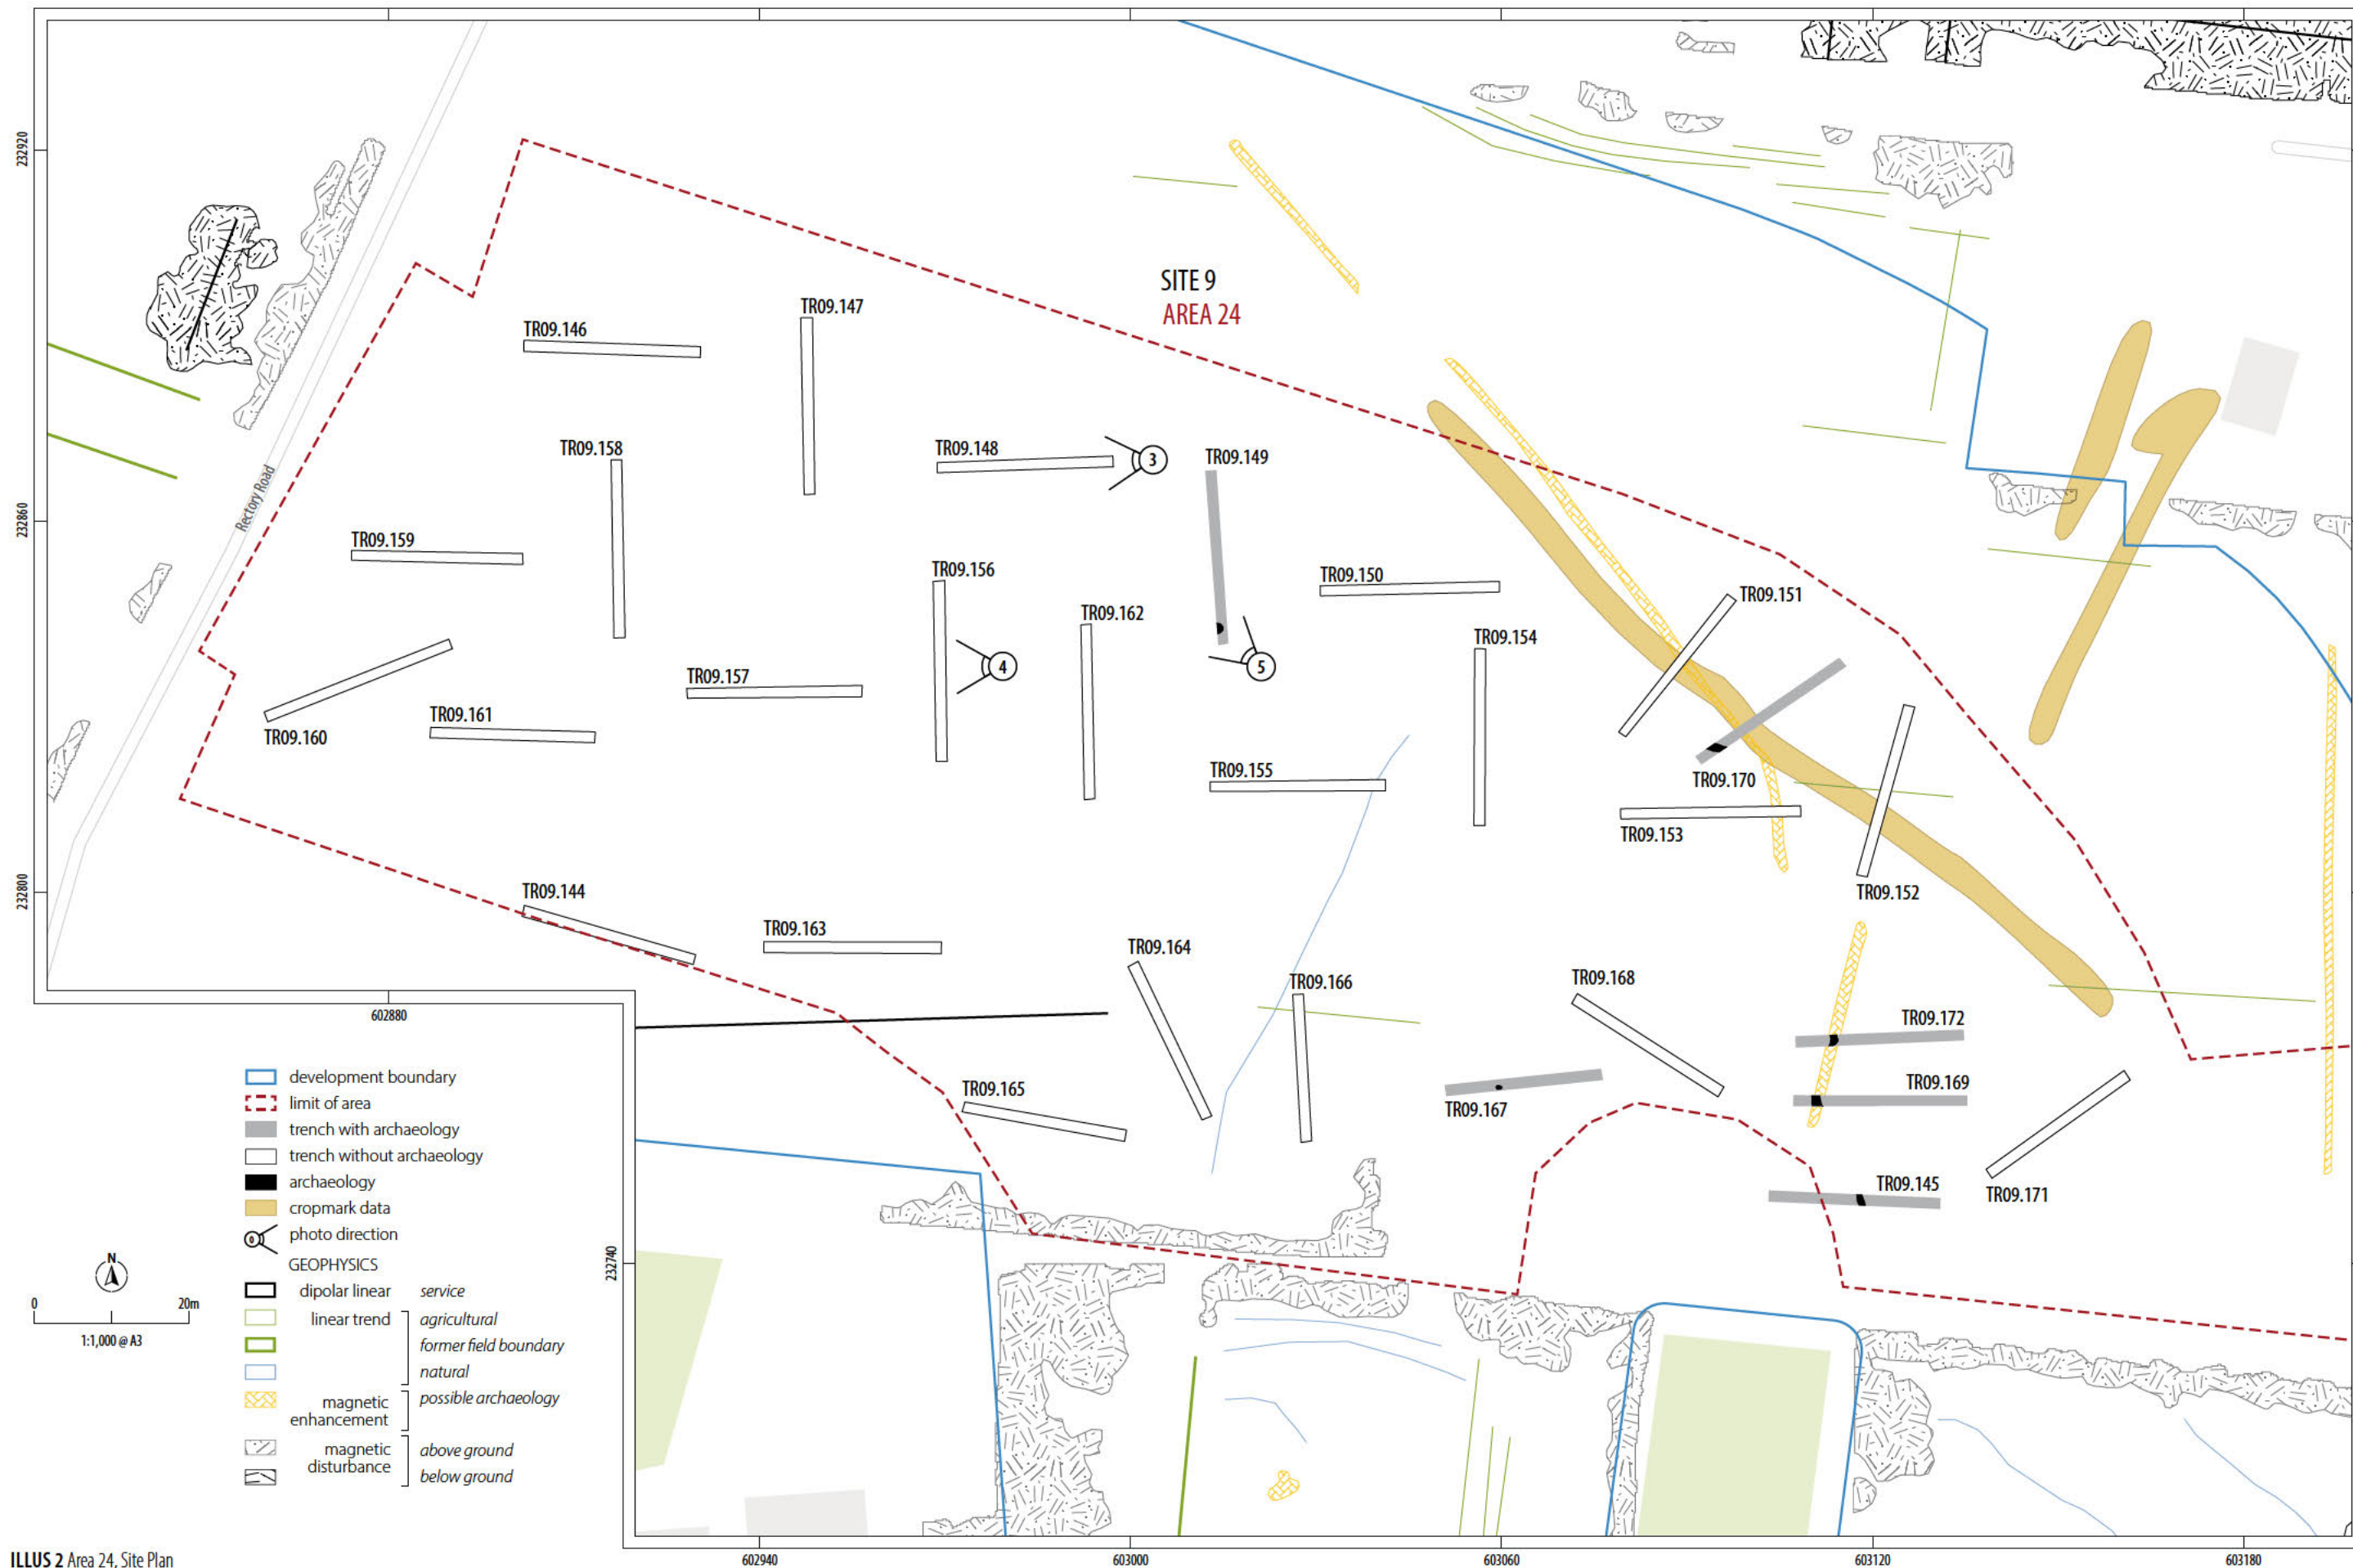 232920
232860
232800
232740
602880
602940
603000
603060
603120
603180
Rectory Road
SITE 9
AREA 24
TR09.146
TR09.147
TR09.158
TR09.148
3
TR09.149
TR09.159
TR09.156
TR09.150
TR09.151
TR09.162
TR09.154
4
5
TR09.157
TR09.161
TR09.160
TR09.155
TR09.170
TR09.153
TR09.144
TR09.152
TR09.163
TR09.164
TR09.166
TR09.168
TR09.172
TR09.165
TR09.169
TR09.167
TR09.145
TR09.171
development boundary
limit of area
trench with archaeology
trench without archaeology
archaeology
cropmark data
0 photo direction
GEOPHYSICS
dipolar linear service
linear trend agricultural
former field boundary
natural
magnetic enhancement possible archaeology
magnetic disturbance above ground
below ground
N
0 20m
1:1,000 @ A3
ILLUS 2 Area 24, Site Plan